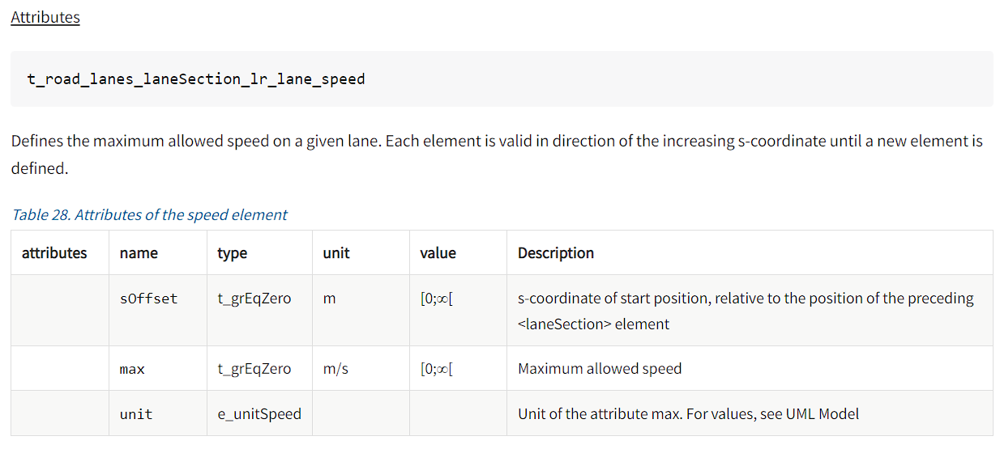 Attributes
t_road_lanes_laneSection_lr_lane_speed
Defines the maximum allowed speed on a given lane. Each element is valid in direction of the increasing s-coordinate until a new element is
defined.
Table 28. Attributes of the speed element
attributes name type unit value Description
sOffset t_grEqZero m [0;∞[ s-coordinate of start position, relative to the position of the preceding
<laneSection> element
max t_grEqZero m/s [0;∞[ Maximum allowed speed
unit e_unitSpeed Unit of the attribute max. For values, see UML Model